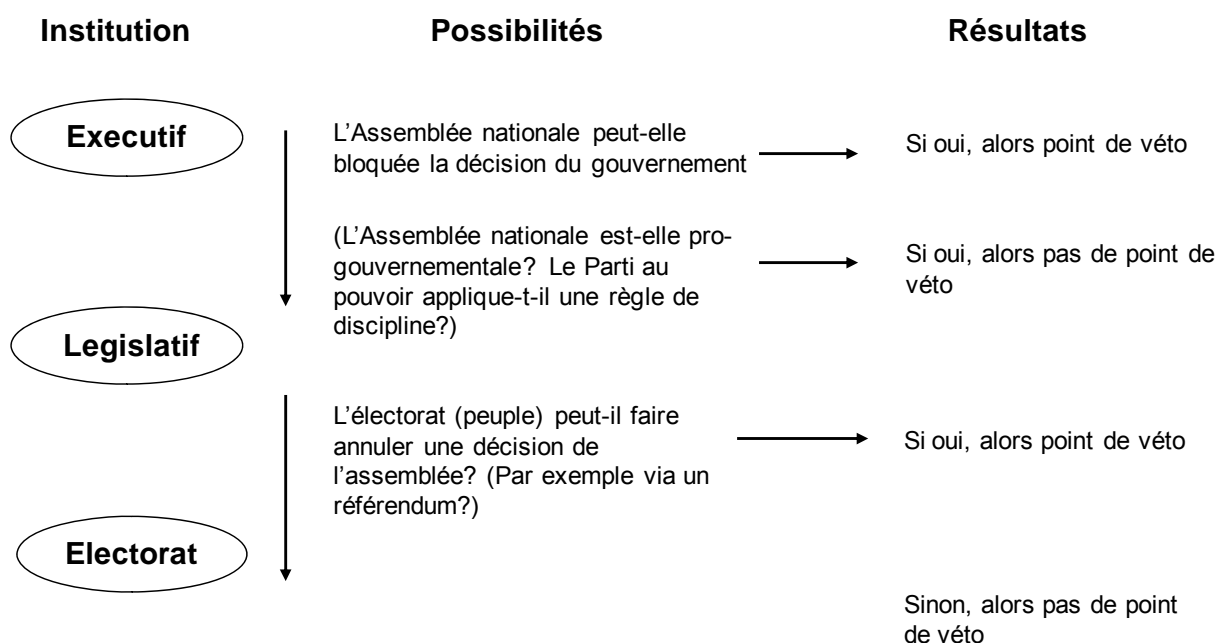 Institution
Possibilités
Résultats
Executif
L'Assemblée nationale peut-elle
bloquée la décision du gouvernement
Si oui, alors point de véto
(L'Assemblée nationale est-elle pro-
gouvernementale? Le Parti au
pouvoir applique-t-il une règle de
discipline?)
Si oui, alors pas de point de
véto
Legislatif
L'électorat (peuple) peut-il faire
annuler une décision de
l'assemblée? (Par exemple via un
référendum?)
Si oui, alors point de véto
Electorat
Sinon, alors pas de point
de véto